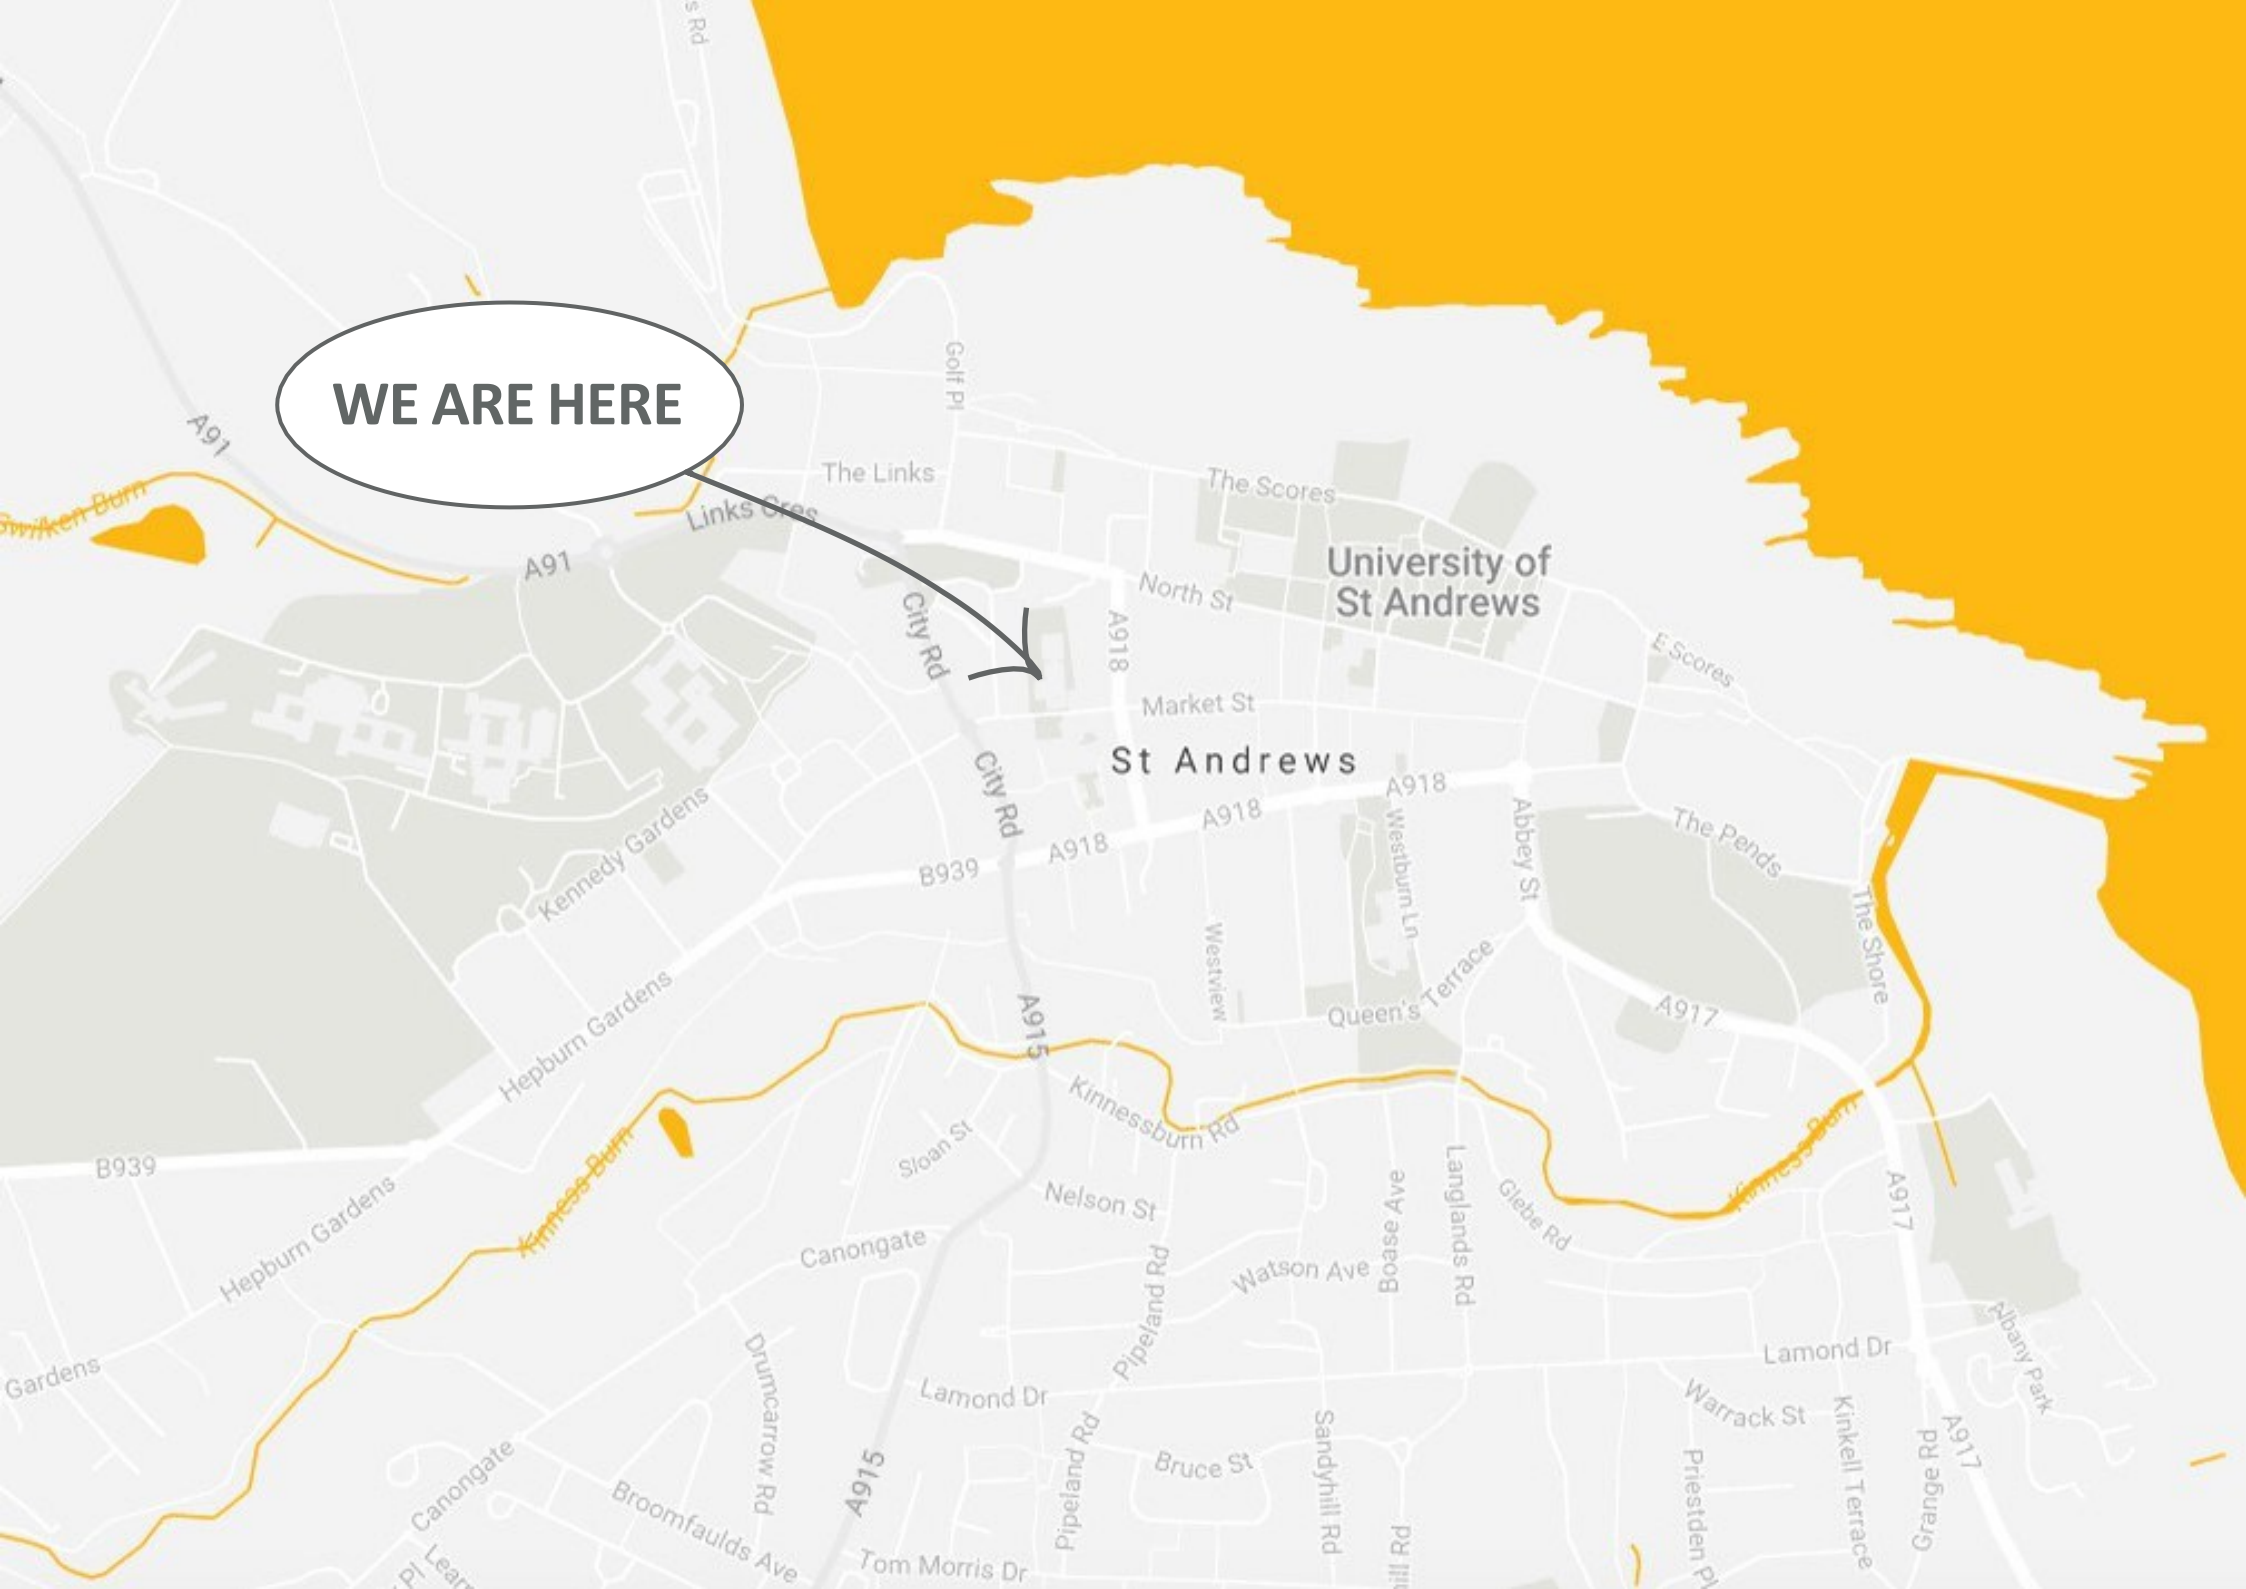 s Rd
WE ARE HERE
Golf Pl
A91
The Links
The Scores
Swilken Burn
Links Cres
University of
St Andrews
A91
North St
City Rd
A918
E Scores
Market St
St Andrews
City Rd
A918
A918
A918
Kennedy Gardens
Abbey St
Westburn Ln
The Pends
B939
The Shore
Westview
Queen's Terrace
Hepburn Gardens
A915
A917
Kinnessburn Rd
Kinness Burn
Kinness Burn
Sloan St
B939
Nelson St
Boase Ave
Langlands Rd
Glebe Rd
A917
Hepburn Gardens
Canongate
Watson Ave
Pipeland Rd
Albany Park
Lamond Dr
Gardens
Drumcarrow Rd
Lamond Dr
Warrack St
Kinkell Terrace
Pipeland Rd
Sandyhill Rd
Grange Rd
A917
Canongate
A915
Bruce St
Priestden Pl
Broomfaulds Ave
Tom Morris Dr
ill Rd
Pl
Lear